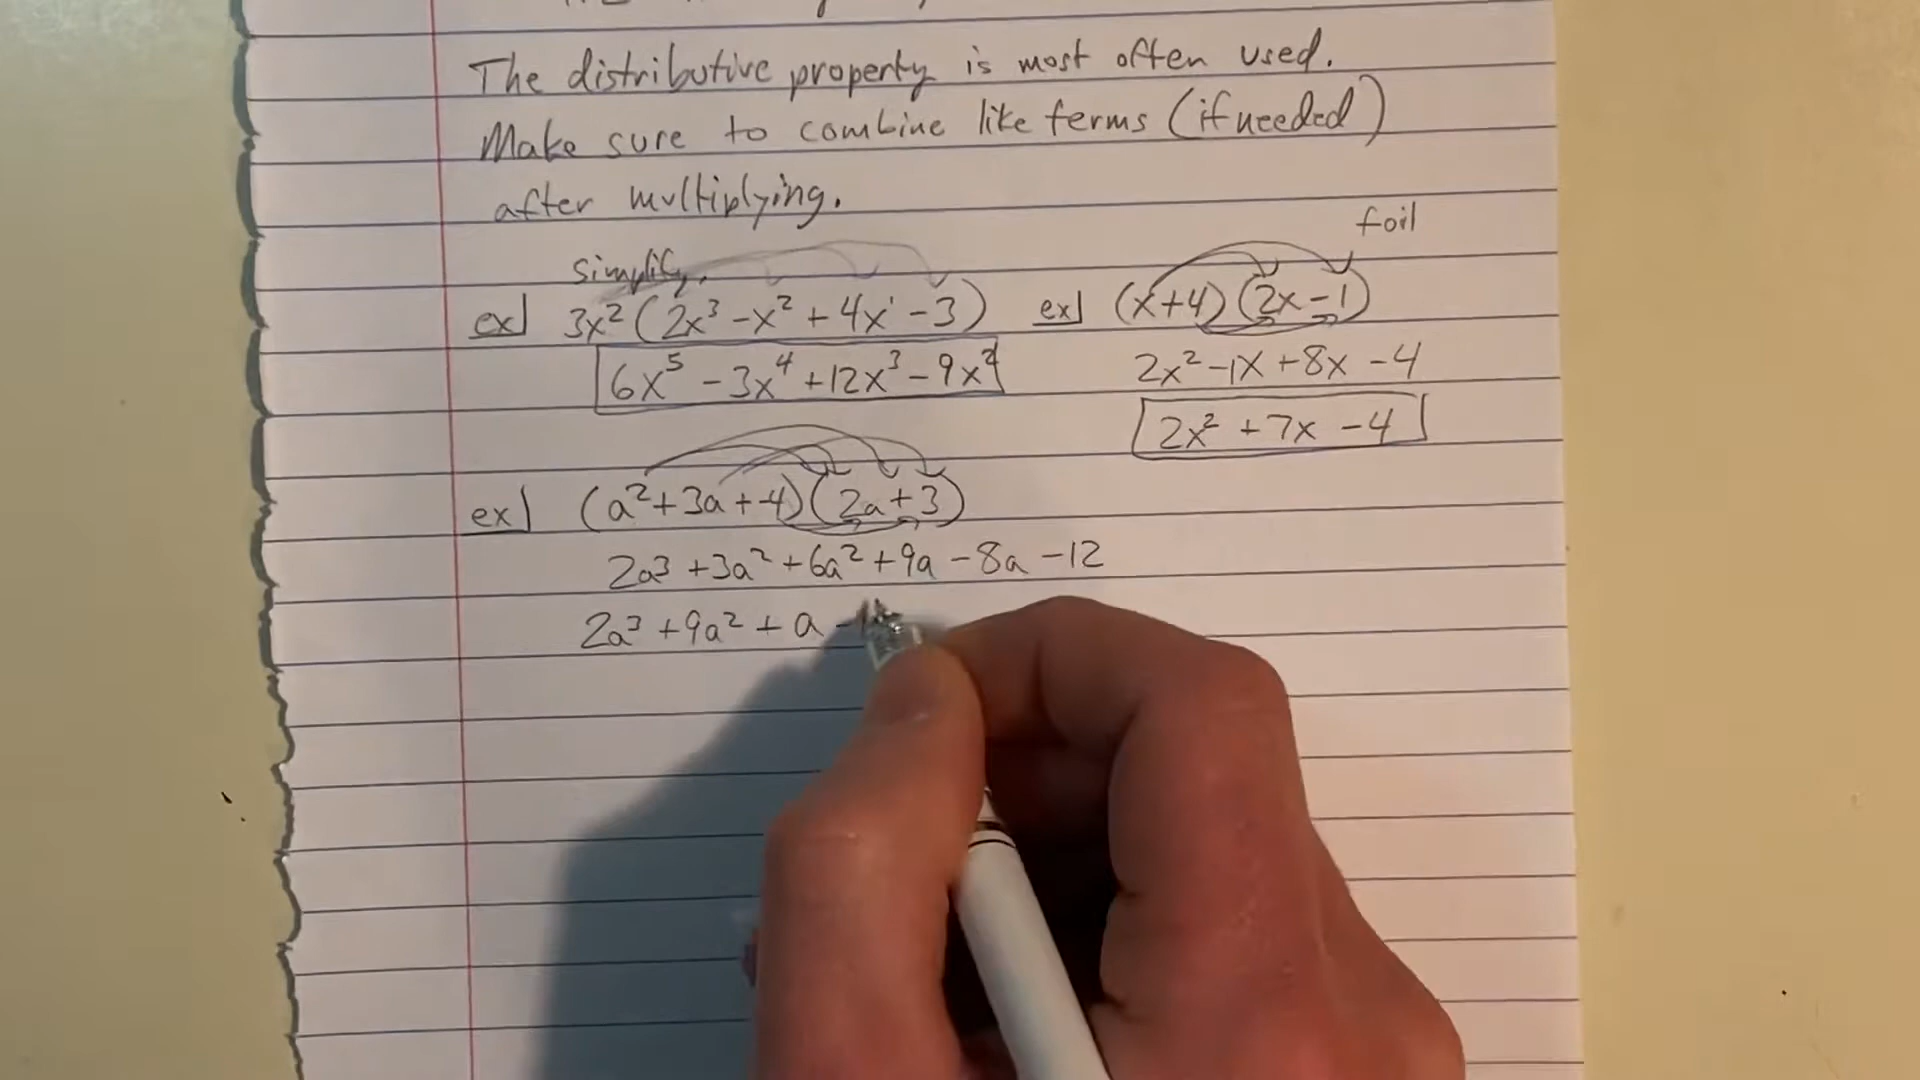 The distributive property is most often used.
Make sure to combine like terms (if needed)
after multiplying.
foil
simplify.
ex] 3x² (2x³ - x² + 4x¹ - 3)
6x⁵ - 3x⁴ + 12x³ - 9x²
ex] (x+4)(2x-1)
2x² - 1x + 8x - 4
2x² + 7x - 4
ex] (a² + 3a + -4)(2a + 3)
2a³ + 3a² + 6a² + 9a - 8a - 12
2a³ + 9a² + a -